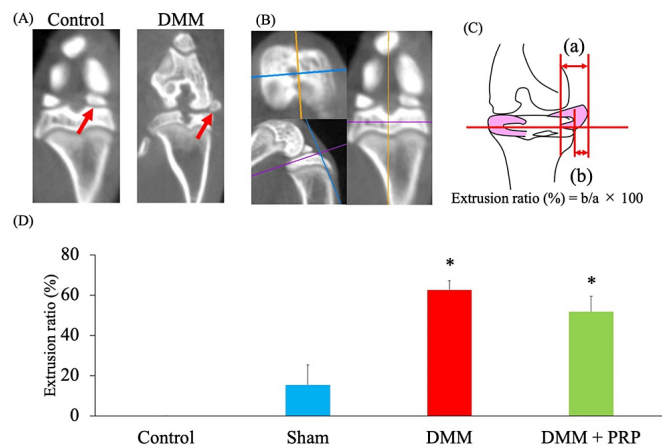 (A) Control DMM
(B)
(C)
(a)
(b)
Extrusion ratio (%) = b/a × 100
(D)
Extrusion ratio (%)
80
60
40
20
0
*
*
Control Sham DMM DMM + PRP